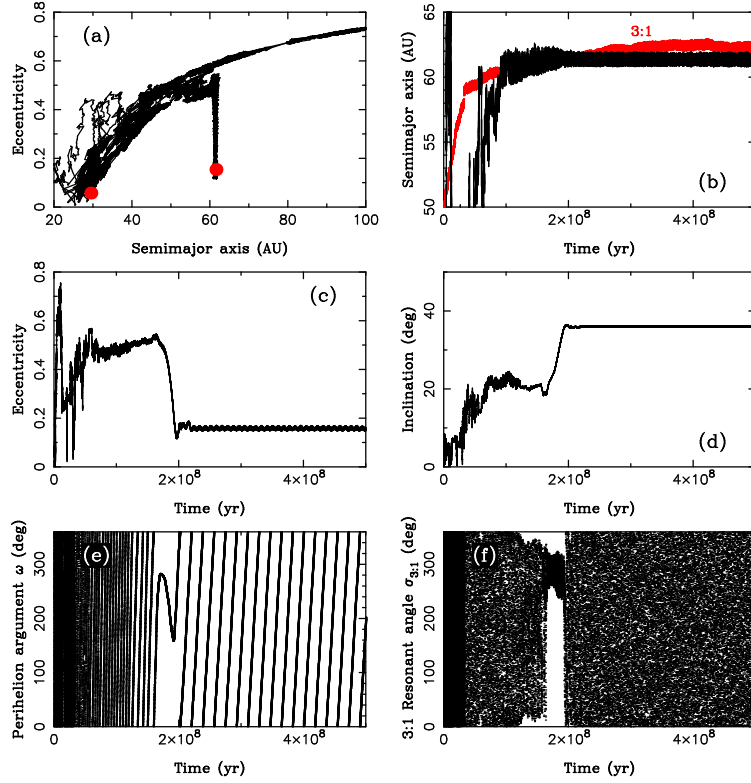 (a)
Eccentricity
0 0.2 0.4 0.6 0.8
20 40 60 80 100
Semimajor axis (AU)
3:1
(b)
Semimajor axis (AU)
50 55 60 65
0 2×10⁸ 4×10⁸
Time (yr)
(c)
Eccentricity
0 0.2 0.4 0.6 0.8
0 2×10⁸ 4×10⁸
Time (yr)
(d)
Inclination (deg)
0 20 40
0 2×10⁸ 4×10⁸
Time (yr)
(e)
Perihelion argument ω (deg)
0 100 200 300
0 2×10⁸ 4×10⁸
Time (yr)
(f)
3:1 Resonant angle σ₃:₁ (deg)
0 100 200 300
0 2×10⁸ 4×10⁸
Time (yr)